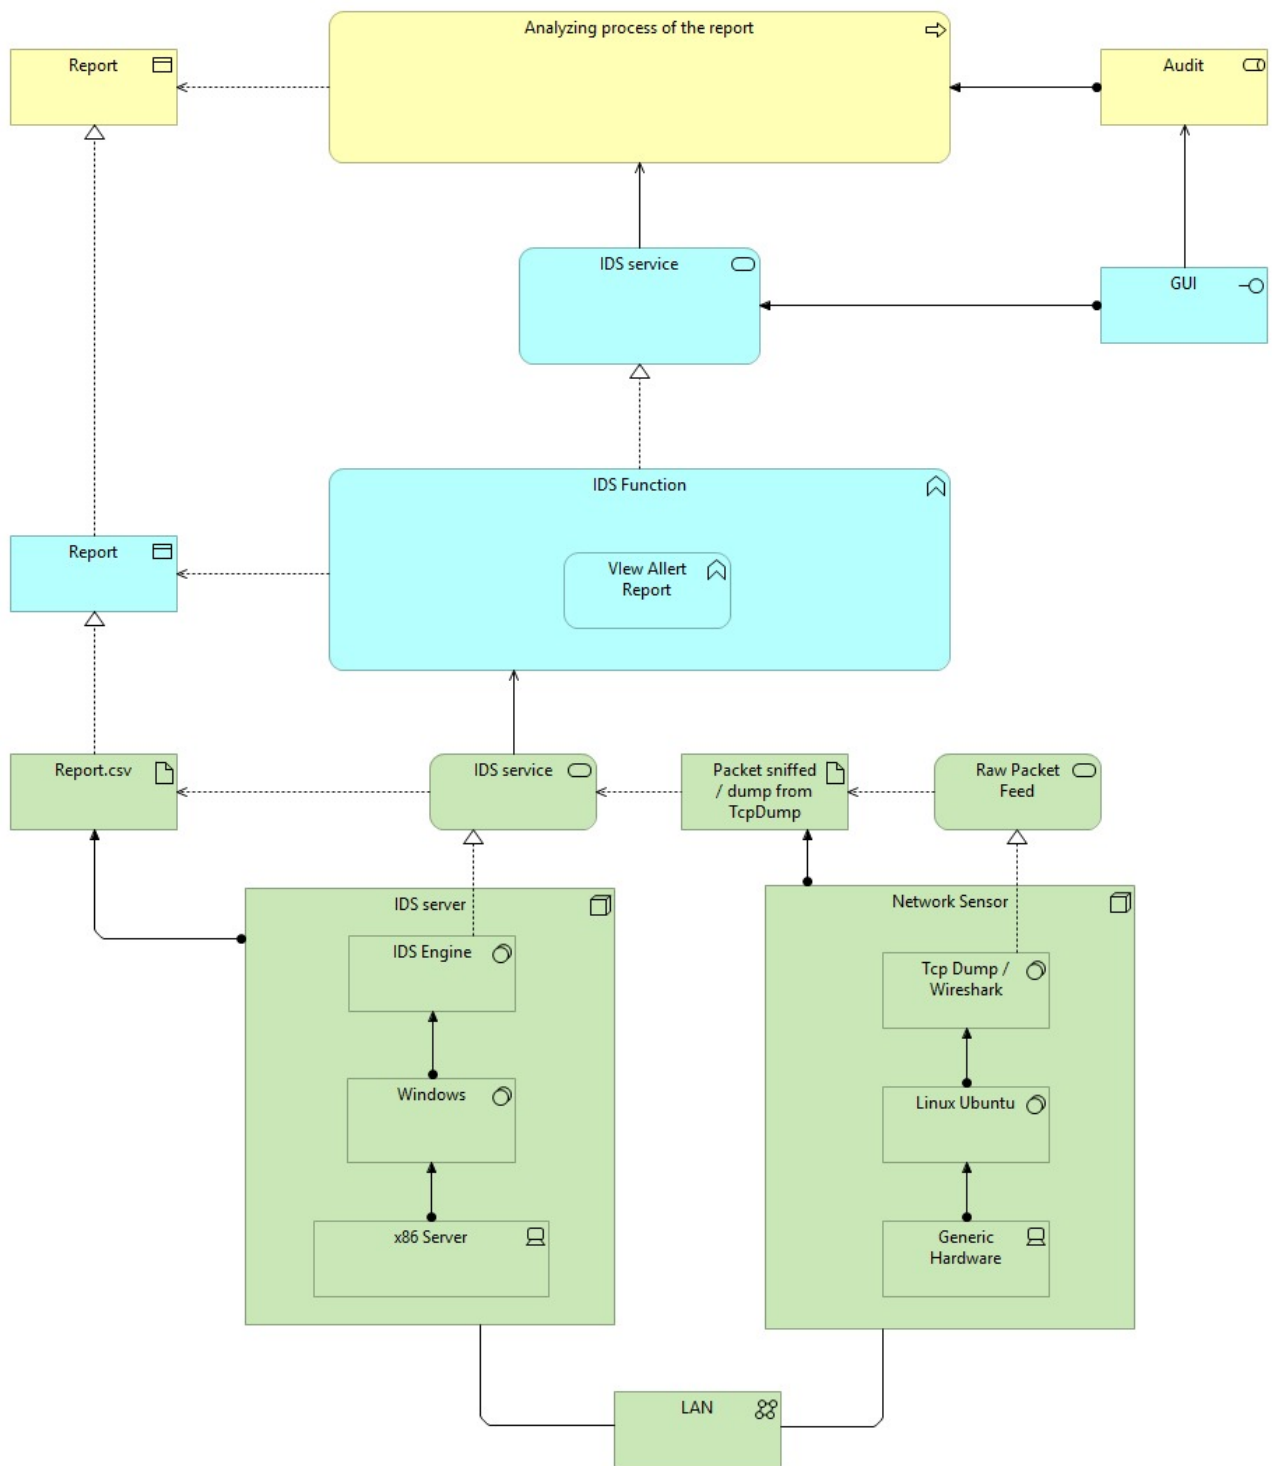 Analyzing process of the report
Report
Audit
IDS service
GUI
IDS Function
Report
VIew Allert
Report
Report.csv
IDS service
Packet sniffed
/ dump from
TcpDump
Raw Packet
Feed
IDS server
Network Sensor
IDS Engine
Tcp Dump /
Wireshark
Windows
Linux Ubuntu
x86 Server
Generic
Hardware
LAN